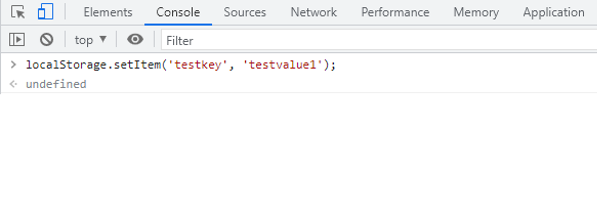 Elements Console Sources Network Performance Memory Application
top Filter
localStorage.setItem('testkey', 'testvalue1');
undefined